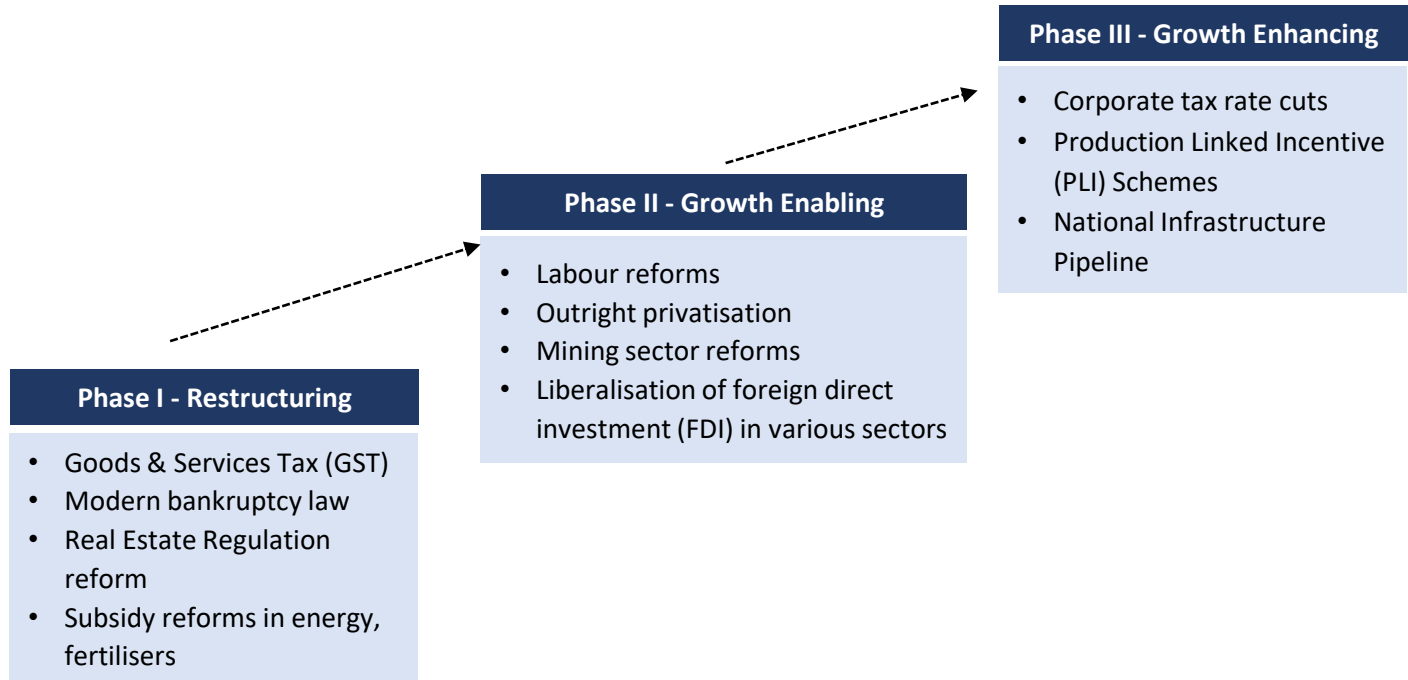 Phase III - Growth Enhancing
• Corporate tax rate cuts
• Production Linked Incentive
(PLI) Schemes
• National Infrastructure
Pipeline
Phase II - Growth Enabling
• Labour reforms
• Outright privatisation
• Mining sector reforms
• Liberalisation of foreign direct
investment (FDI) in various sectors
Phase I - Restructuring
• Goods & Services Tax (GST)
• Modern bankruptcy law
• Real Estate Regulation
reform
• Subsidy reforms in energy,
fertilisers